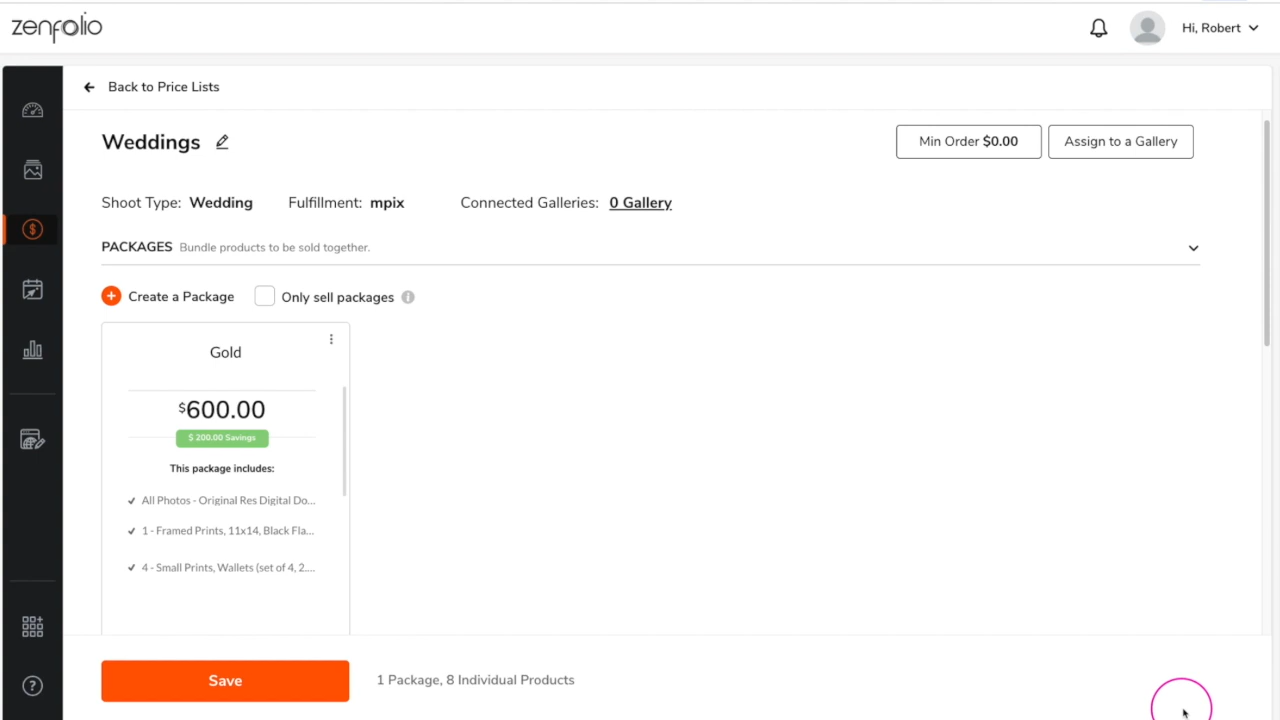 zenfolio
Hi, Robert
Back to Price Lists
Weddings
Min Order $0.00
Assign to a Gallery
Shoot Type: Wedding
Fulfillment: mpix
Connected Galleries: 0 Gallery
PACKAGES Bundle products to be sold together.
Create a Package
Only sell packages
Gold
$600.00
$ 200.00 Savings
This package includes:
All Photos - Original Res Digital Do...
1 - Framed Prints, 11x14, Black Fla...
4 - Small Prints, Wallets (set of 4, 2....
Save
1 Package, 8 Individual Products